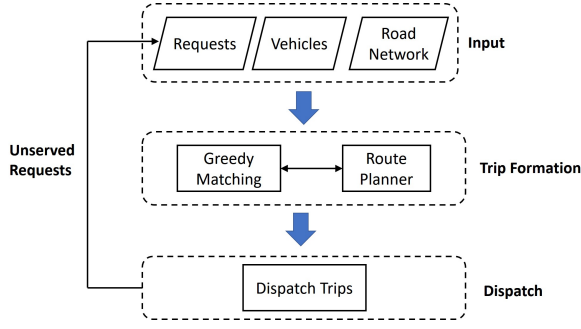 Requests
Vehicles
Road
Network
Input
Unserved
Requests
Greedy
Matching
Route
Planner
Trip Formation
Dispatch Trips
Dispatch